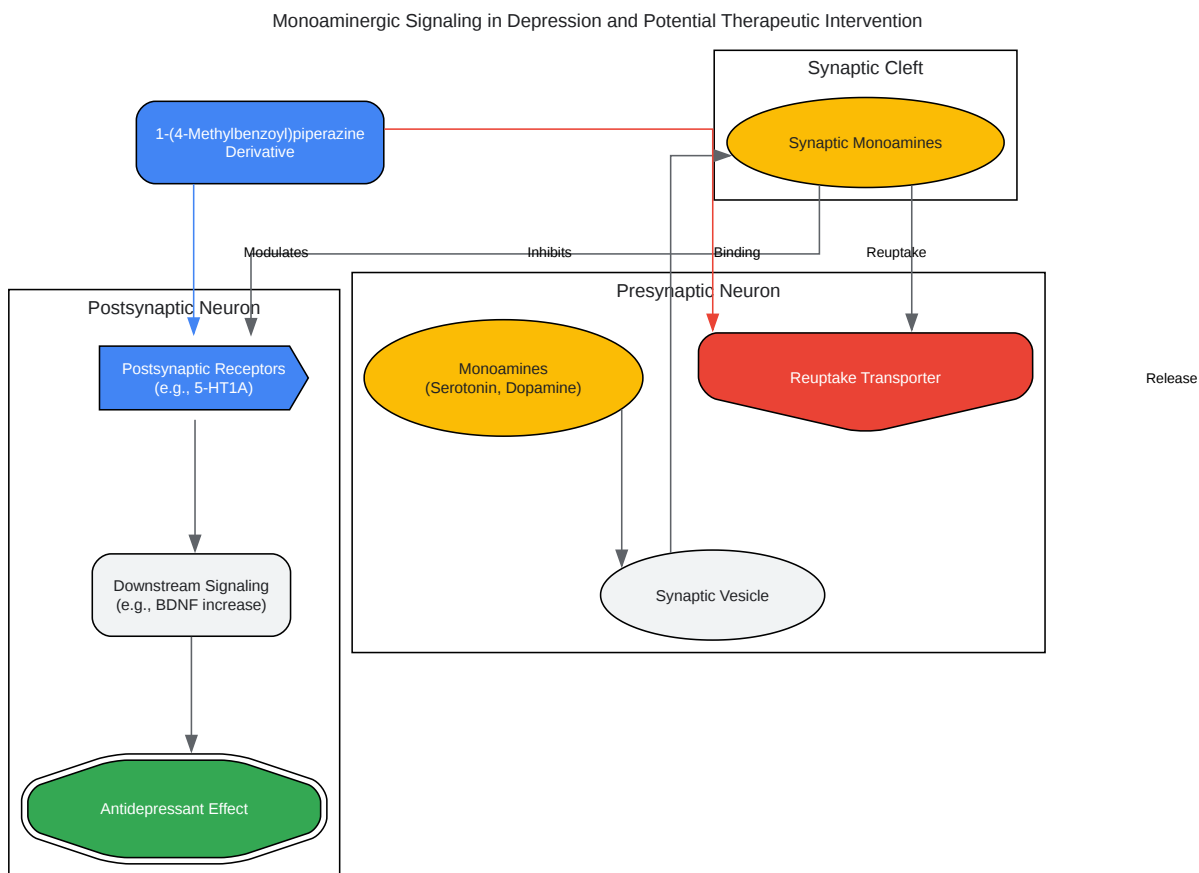 Monoaminergic Signaling in Depression and Potential Therapeutic Intervention
Synaptic Cleft
1-(4-Methylbenzoyl)piperazine
Derivative
Synaptic Monoamines
Modulates
Inhibits
Binding
Reuptake
Postsynaptic Neuron
Presynaptic Neuron
Postsynaptic Receptors
(e.g., 5-HT1A)
Monoamines
(Serotonin, Dopamine)
Reuptake Transporter
Release
Downstream Signaling
(e.g., BDNF increase)
Synaptic Vesicle
Antidepressant Effect